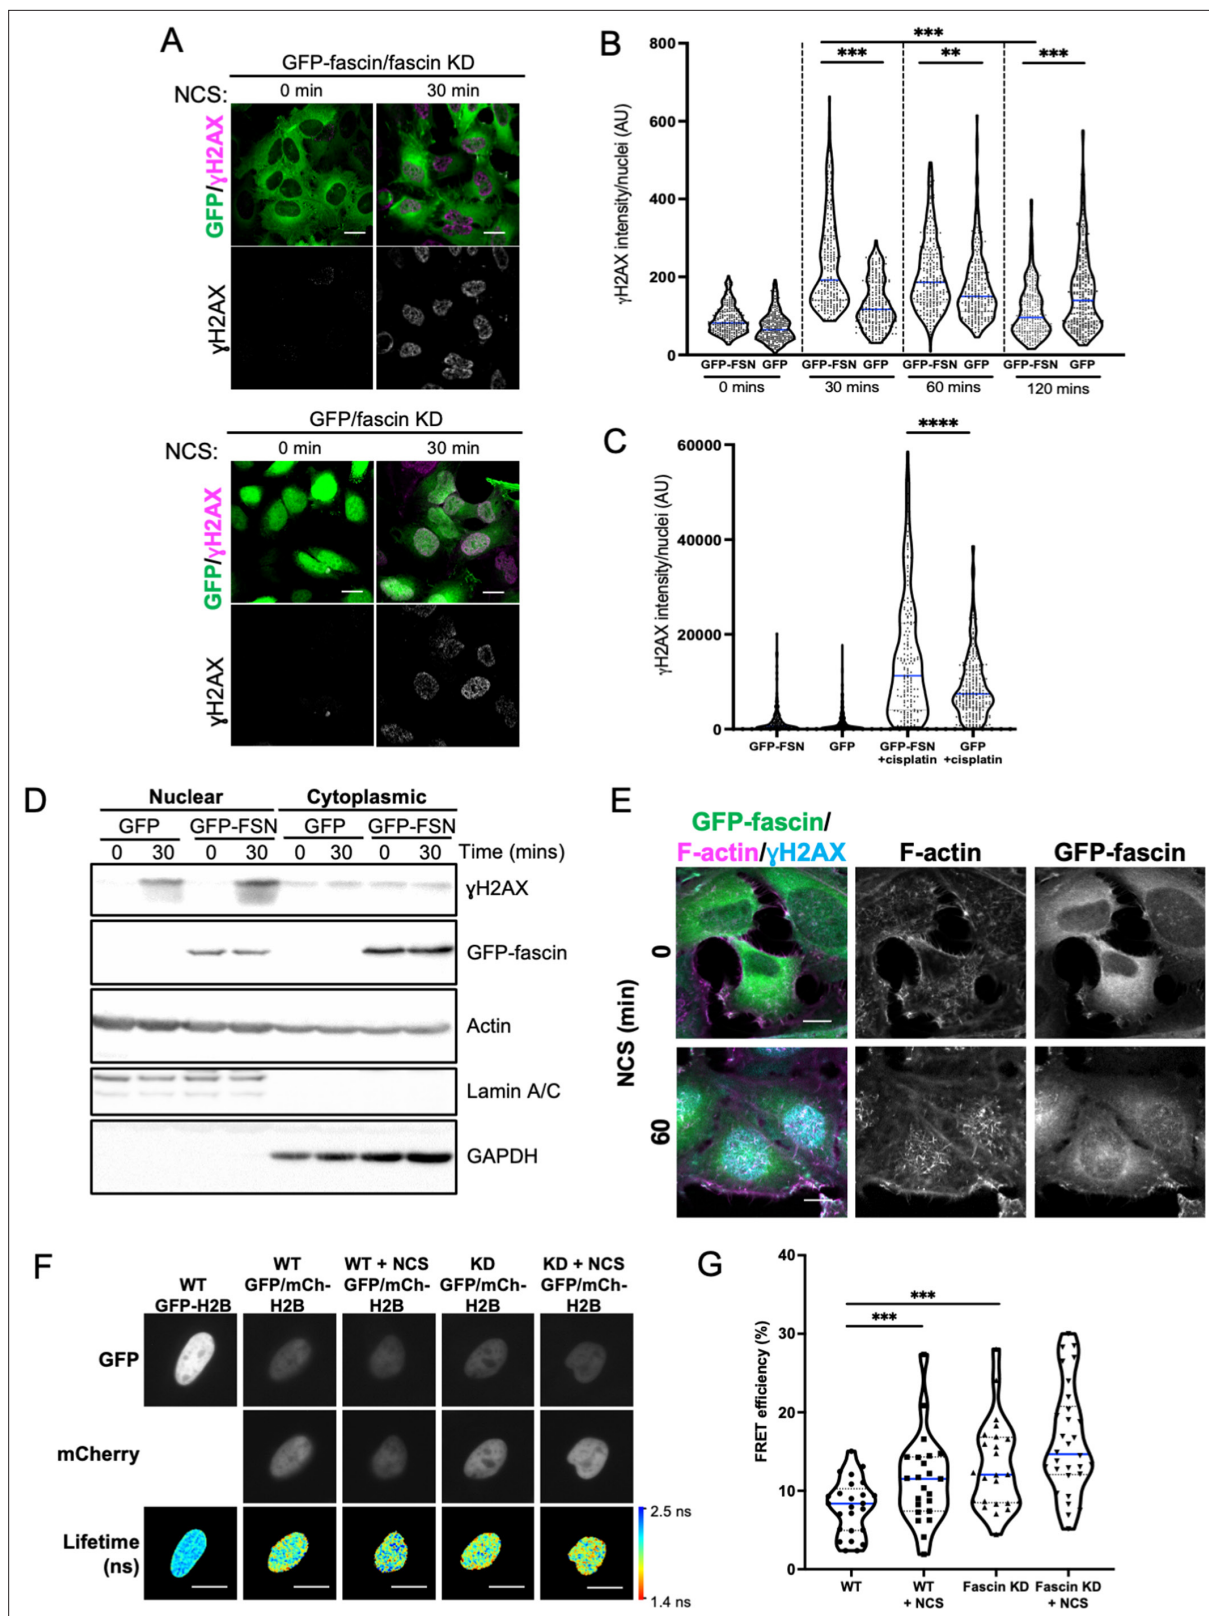 A
GFP-fascin/fascin KD
NCS: 0 min 30 min
GFP/γH2AX
γH2AX
GFP/fascin KD
NCS: 0 min 30 min
GFP/γH2AX
γH2AX
B
***
*** ** ***
γH2AX intensity/nuclei (AU)
800
600
400
200
0
GFP-FSN GFP GFP-FSN GFP GFP-FSN GFP GFP-FSN GFP
0 mins 30 mins 60 mins 120 mins
C
****
γH2AX intensity/nuclei (AU)
60000
40000
20000
0
GFP-FSN GFP GFP-FSN +cisplatin GFP +cisplatin
D
Nuclear Cytoplasmic
GFP GFP-FSN GFP GFP-FSN
0 30 0 30 0 30 0 30 Time (mins)
γH2AX
GFP-fascin
Actin
Lamin A/C
GAPDH
E
GFP-fascin/
F-actin/γH2AX F-actin GFP-fascin
NCS (min)
0
60
F
WT GFP-H2B
WT GFP/mCh-H2B
WT + NCS GFP/mCh-H2B
KD GFP/mCh-H2B
KD + NCS GFP/mCh-H2B
GFP
mCherry
Lifetime (ns)
2.5 ns
1.4 ns
G
***
***
FRET efficiency (%)
40
30
20
10
0
WT WT + NCS Fascin KD Fascin KD + NCS